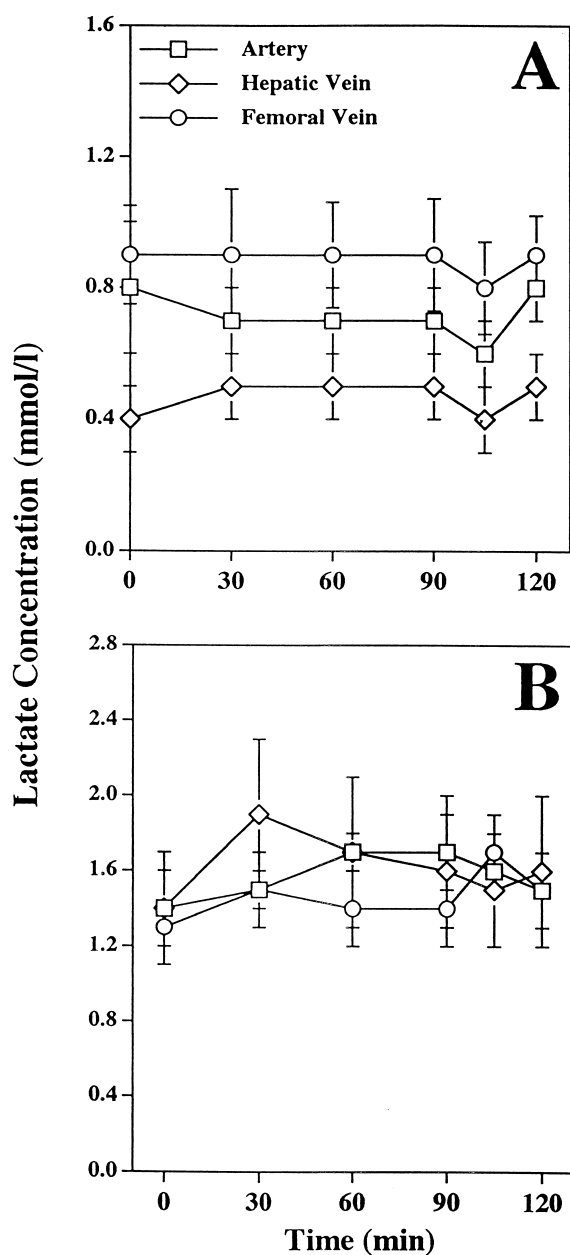 1.6
A
Artery
Hepatic Vein
Femoral Vein
1.2
0.8
0.4
0.0
0 30 60 90 120
Lactate Concentration (mmol/l)
2.8
B
2.4
2.0
1.6
1.2
0.8
0.4
0.0
0 30 60 90 120
Time (min)